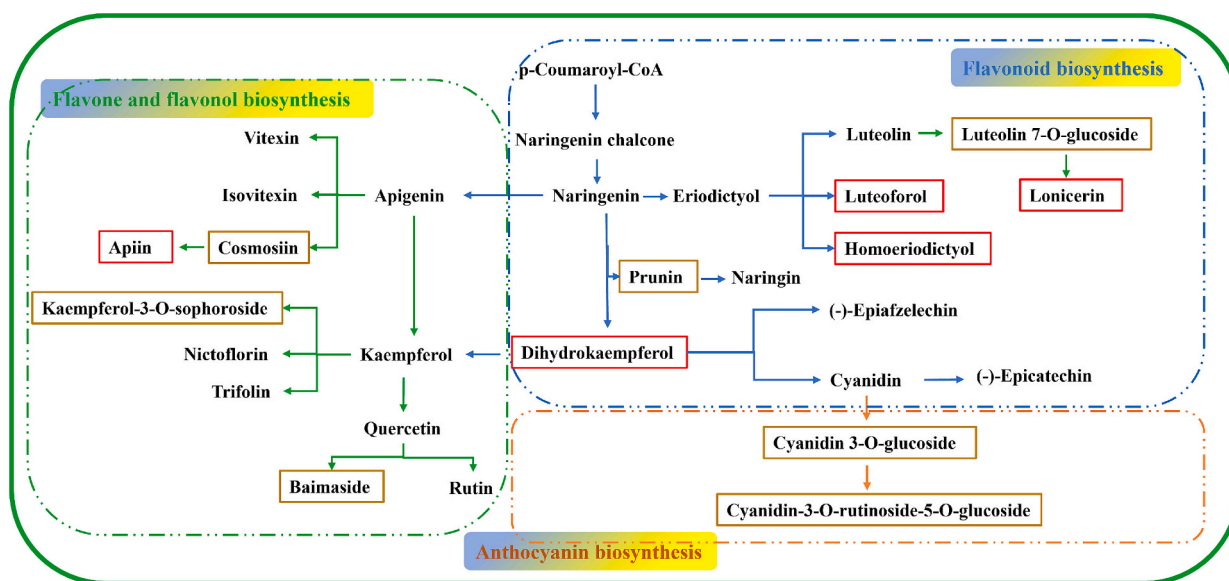 p-Coumaroyl-CoA
Flavonoid biosynthesis
Flavone and flavonol biosynthesis
Vitexin
Naringenin chalcone
Luteolin
Luteolin 7-O-glucoside
Isovitexin
Apigenin
Naringenin
Eriodictyol
Luteoforol
Lonicerin
Apiin
Cosmosiin
Homoeriodictyol
Prunin
Naringin
Kaempferol-3-O-sophoroside
(-)-Epiafzelechin
Nictoflorin
Kaempferol
Dihydrokaempferol
Trifolin
Cyanidin
(-)-Epicatechin
Quercetin
Cyanidin 3-O-glucoside
Baimaside
Rutin
Cyanidin-3-O-rutinoside-5-O-glucoside
Anthocyanin biosynthesis